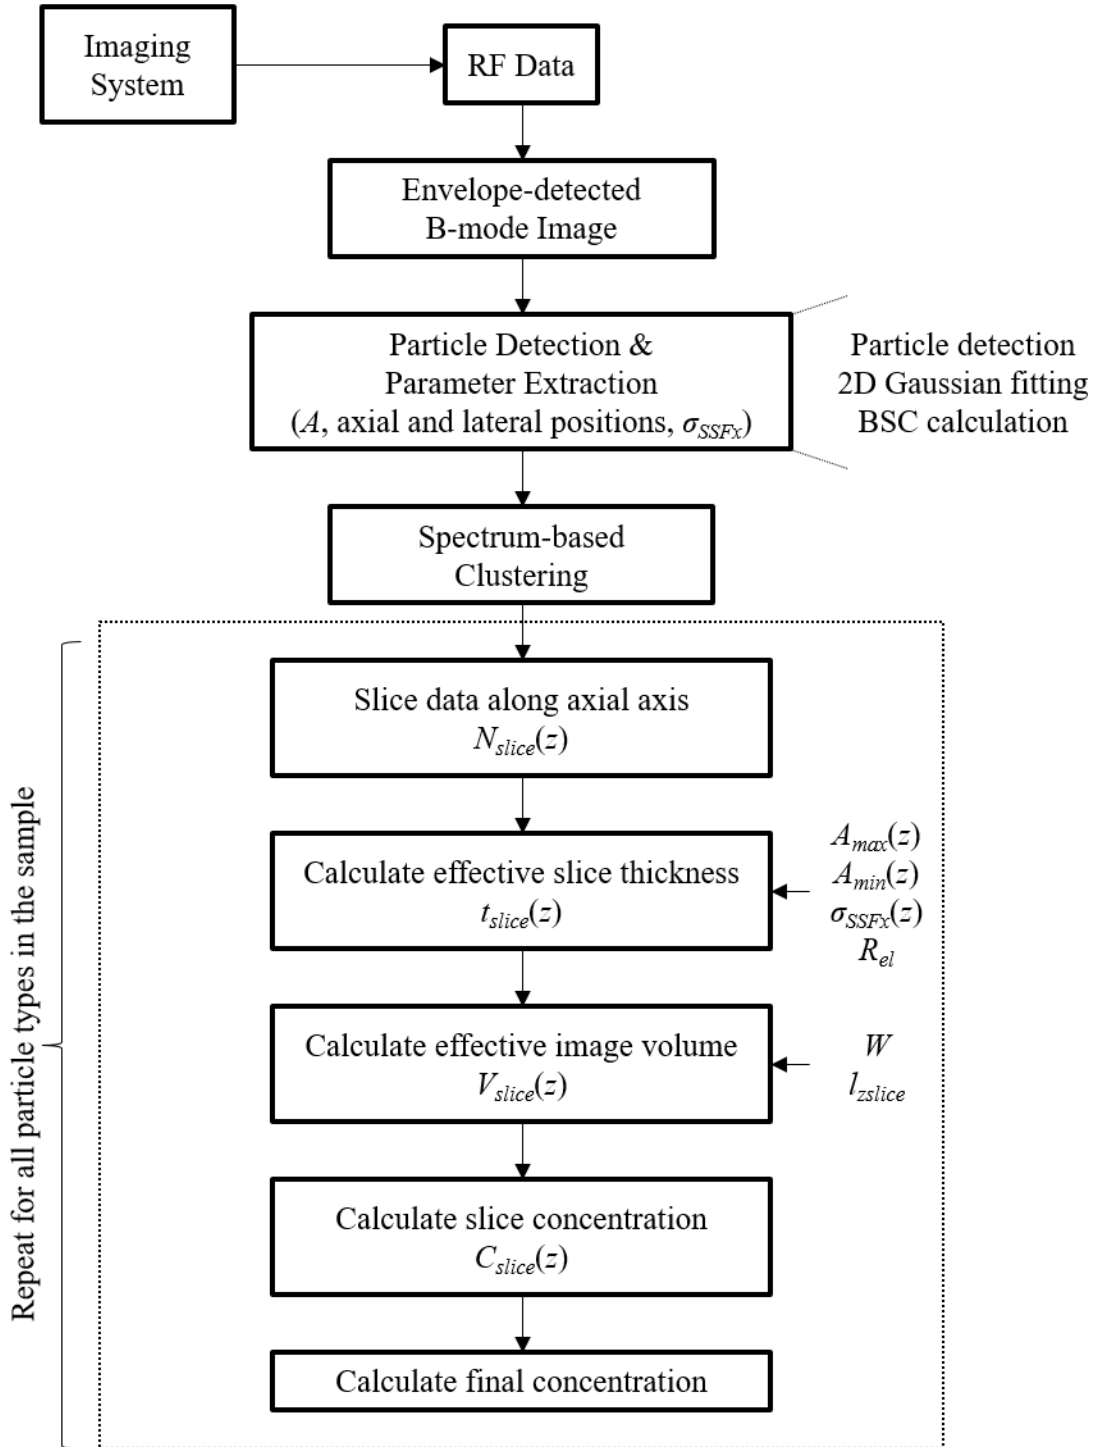 Imaging
System
RF Data
Envelope-detected
B-mode Image
Particle Detection &
Parameter Extraction
(A, axial and lateral positions, σSSFx)
Particle detection
2D Gaussian fitting
BSC calculation
Spectrum-based
Clustering
Repeat for all particle types in the sample
Slice data along axial axis
Nslice(z)
Calculate effective slice thickness
tslice(z)
Amax(z)
Amin(z)
σSSFx(z)
Rel
Calculate effective image volume
Vslice(z)
W
lzslice
Calculate slice concentration
Cslice(z)
Calculate final concentration